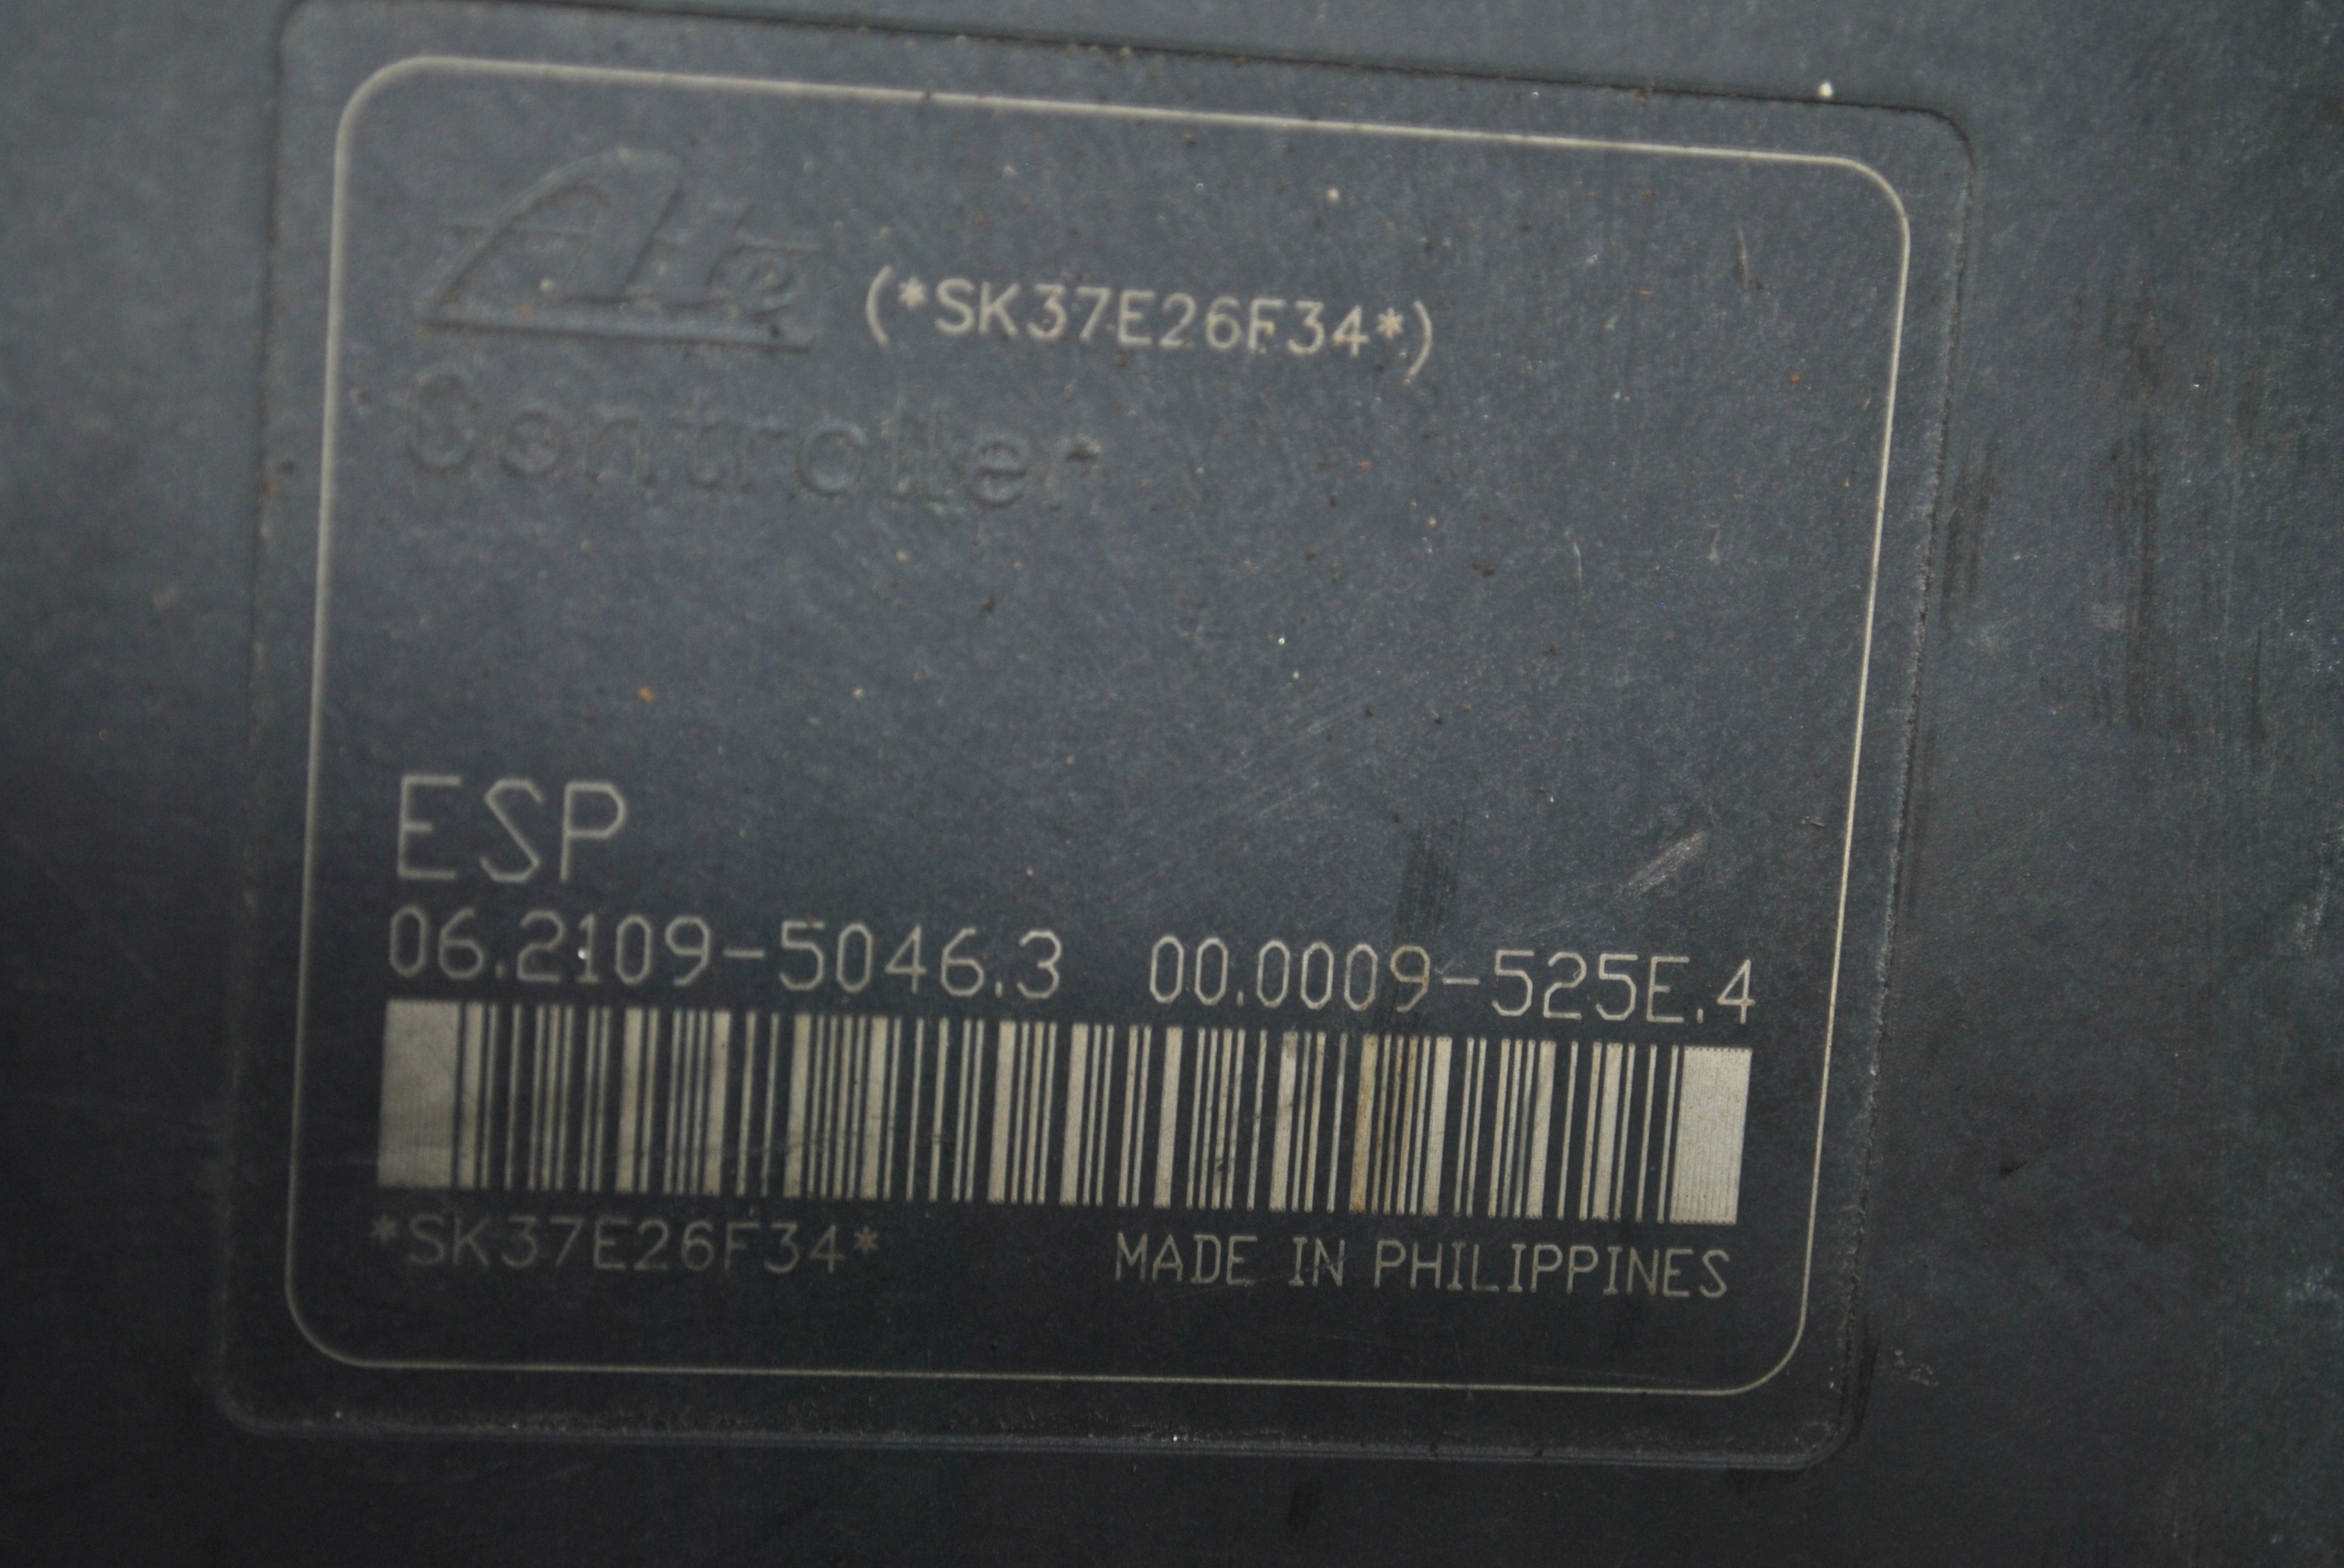 Ate (*SK37E26F34*)
Controller
ESP
06.2109-5046.3 00.0009-525E.4
*SK37E26F34* MADE IN PHILIPPINES